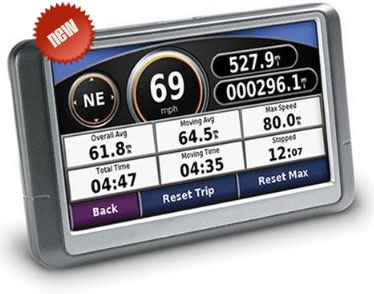 new
NE
69
mph
527.9
000296.1
Overall Avg
61.8
Moving Avg
64.5
Max Speed
80.0
Total Time
04:47
Moving Time
04:35
Stopped
12:07
Back
Reset Trip
Reset Max